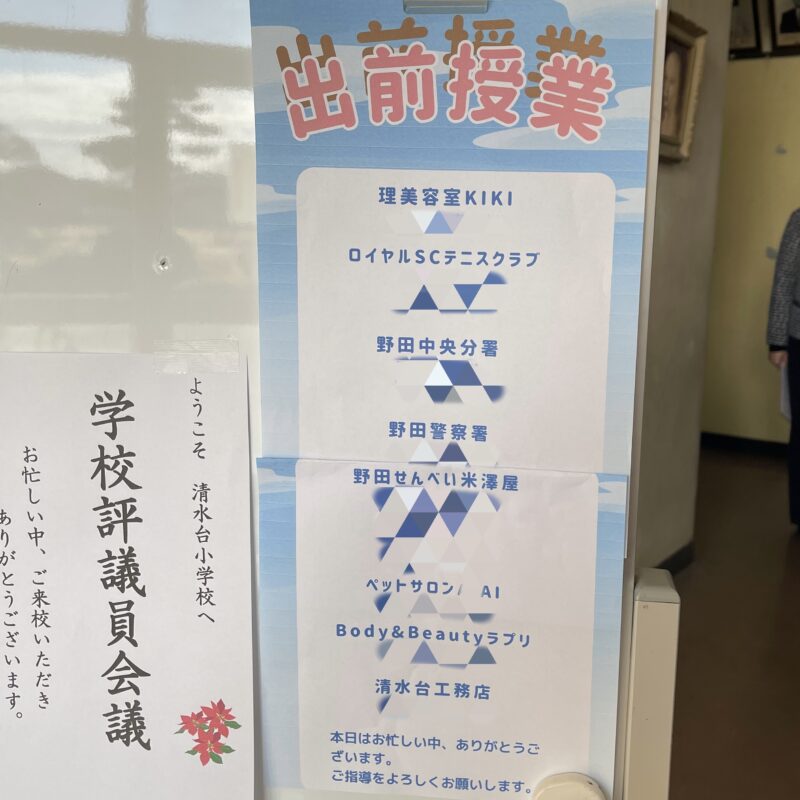 出前授業
理美容室KIKI
ロイヤルSCテニスクラブ
野田中央分署
野田警察署
野田せんべい米澤屋
ペットサロン AI
Body&Beautyラプリ
清水台工務店
本日はお忙しい中、ありがとうご
ざいます。
ご指導をよろしくお願いします。
ようこそ 清水台小学校へ
学校評議員会議
お忙しい中、ご来校いただき
ありがとうございます。